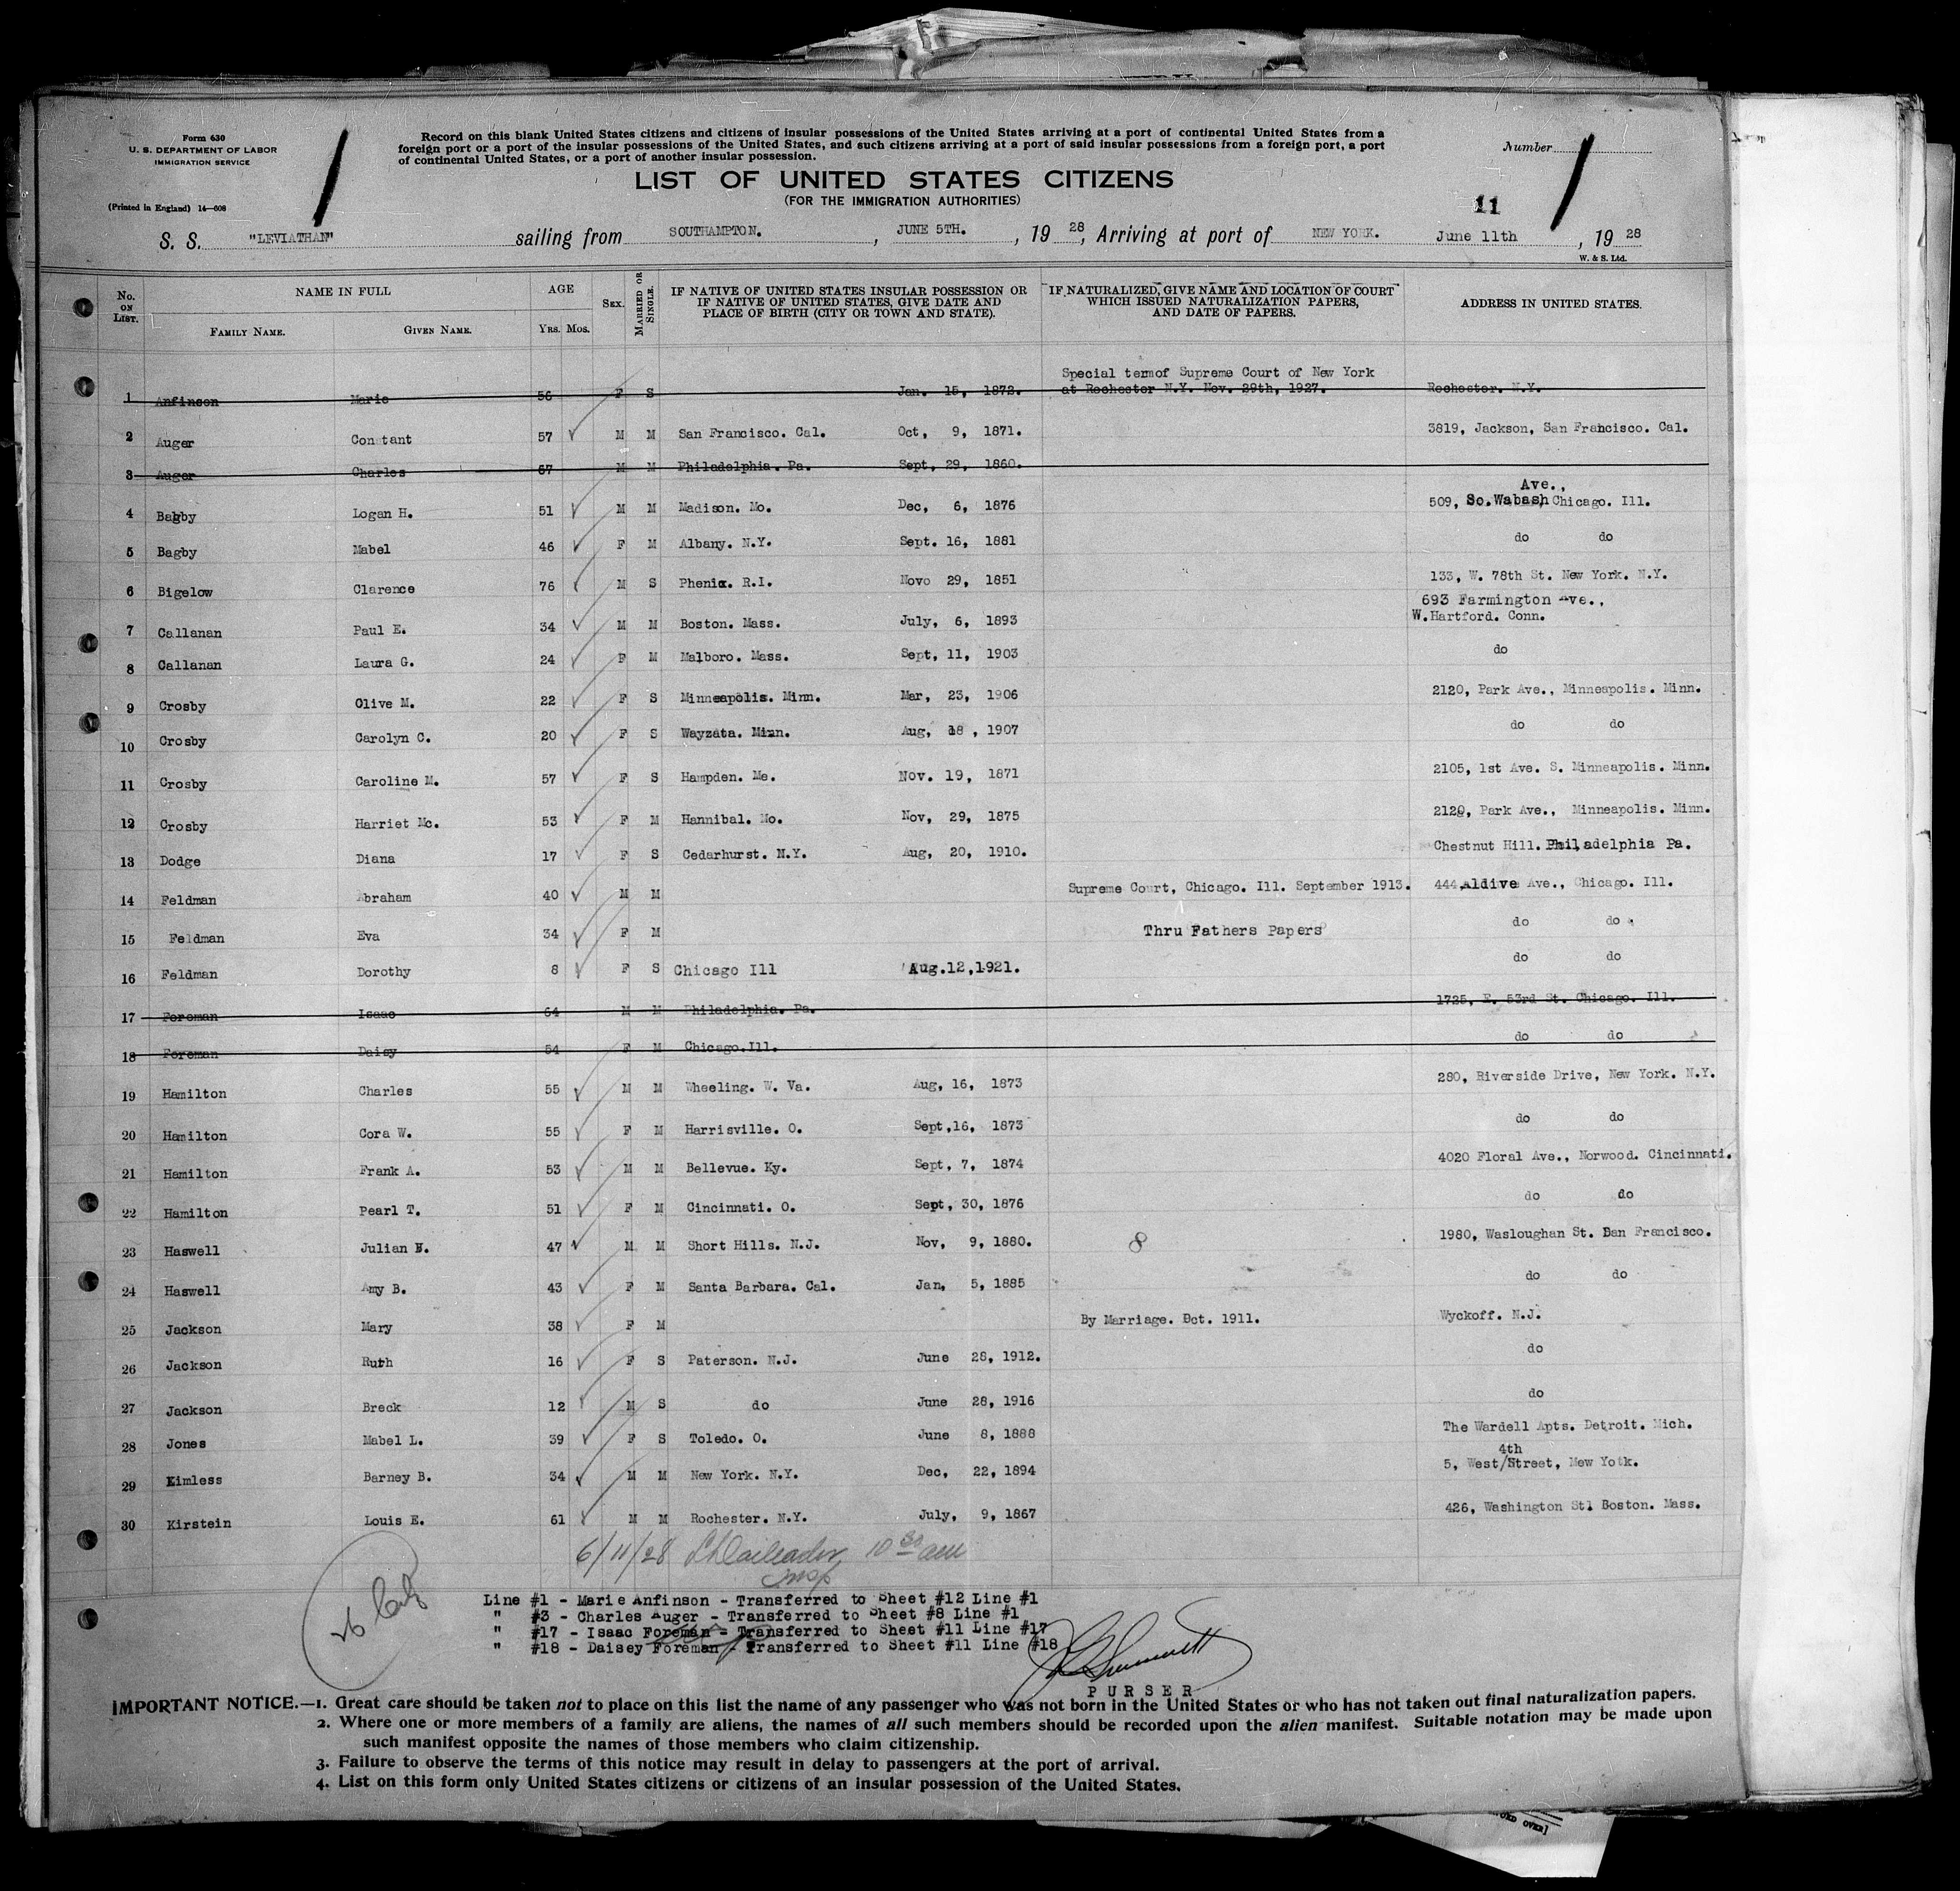 Form 630
U. S. DEPARTMENT OF LABOR
IMMIGRATION SERVICE
(Printed in England) 14—608
Record on this blank United States citizens and citizens of insular possessions of the United States arriving at a port of continental United States from a
foreign port or a port of the insular possessions of the United States, and such citizens arriving at a port of said insular possessions from a foreign port, a port
of continental United States, or a port of another insular possession.
Number
LIST OF UNITED STATES CITIZENS
(FOR THE IMMIGRATION AUTHORITIES)
11
S. S. "LEVIATHAN" sailing from SOUTHAMPTON. , JUNE 5TH. , 19 28, Arriving at port of NEW YORK. June 11th , 19 28
W. & S. Ltd.
No. ON LIST. NAME IN FULL AGE SEX. MARRIED OR SINGLE. IF NATIVE OF UNITED STATES INSULAR POSSESSION OR IF NATIVE OF UNITED STATES, GIVE DATE AND PLACE OF BIRTH (CITY OR TOWN AND STATE). IF NATURALIZED, GIVE NAME AND LOCATION OF COURT WHICH ISSUED NATURALIZATION PAPERS, AND DATE OF PAPERS. ADDRESS IN UNITED STATES.
FAMILY NAME. GIVEN NAME. YRS. MOS.
Special termof Supreme Court of New York
1 Anfinson Marie 56 F S Jan. 15, 1872. at Rochester N.Y. Nov. 29th, 1927. Rochester. N.Y.
2 Auger Constant 57 M M San Francisco. Cal. Oct, 9, 1871. 3819, Jackson, San Francisco. Cal.
3 Auger Charles 67 M M Philadelphia. Pa. Sept, 29, 1860.
Ave.,
4 Bagby Logan H. 51 M M Madison. Mo. Dec, 6, 1876 509, So.Wabash Chicago. Ill.
5 Bagby Mabel 46 F M Albany. N.Y. Sept. 16, 1881 do do
6 Bigelow Clarence 76 M S Phenix. R.I. Novo 29, 1851 133, W. 78th St. New York. N.Y.
693 Farmington Ave.,
7 Callanan Paul E. 34 M M Boston. Mass. July, 6, 1893 W.Hartford. Conn.
8 Callanan Laura G. 24 F M Malboro. Mass. Sept, 11, 1903 do
9 Crosby Olive M. 22 F S Minneapolis. Minn. Mar, 23, 1906 2120, Park Ave., Minneapolis. Minn.
10 Crosby Carolyn C. 20 F S Wayzata. Minn. Aug, 18 , 1907 do do
11 Crosby Caroline M. 57 F S Hampden. Me. Nov. 19, 1871 2105, 1st Ave. S. Minneapolis. Minn.
12 Crosby Harriet Mc. 53 F M Hannibal. Mo. Nov, 29, 1875 2120, Park Ave., Minneapolis. Minn.
13 Dodge Diana 17 F S Cedarhurst. N.Y. Aug, 20, 1910. Chestnut Hill. Philadelphia Pa.
14 Feldman Abraham 40 M M Supreme Court, Chicago. Ill. September 1913. 444,Aldive Ave., Chicago. Ill.
15 Feldman Eva 34 F M Thru Fathers Papers do do
16 Feldman Dorothy 8 F S Chicago Ill Aug.12,1921. do do
17 Foreman Isaac 64 M M Philadelphia. Pa. 1725, E. 53rd St. Chicago. Ill.
18 Foreman Daisy 54 F M Chicago.Ill. do do
19 Hamilton Charles 55 M M Wheeling. W. Va. Aug, 16, 1873 280, Riverside Drive, New York. N.Y.
20 Hamilton Cora W. 55 F M Harrisville. O. Sept,16, 1873 do do
21 Hamilton Frank A. 53 M M Bellevue. Ky. Sept, 7, 1874 4020 Floral Ave., Norwood. Cincinnati.
22 Hamilton Pearl T. 51 F M Cincinnati. O. Sept, 30, 1876 do do
23 Haswell Julian 47 M M Short Hills. N.J. Nov, 9, 1880. 8 1980, Wasloughan St. San Francisco.
24 Haswell Amy B. 43 F M Santa Barbara. Cal. Jan, 5, 1885 do do
25 Jackson Mary 38 F M By Marriage. Oct. 1911. Wyckoff. N.J.
26 Jackson Ruth 16 F S Paterson. N.J. June 28, 1912. do
27 Jackson Breck 12 M S do June 28, 1916 do
28 Jones Mabel L. 39 F S Toledo. O. June 8, 1888 The Wardell Apts. Detroit. Mich.
4th
29 Kimless Barney B. 34 M M New York. N.Y. Dec, 22, 1894 5, West/Street, New York.
30 Kirstein Louis E. 61 M M Rochester. N.Y. July, 9, 1867 426, Washington St1 Boston. Mass.
6/11/28 10 30 am
Insp
26
Line #1 - Marie Anfinson - Transferred to Sheet #12 Line #1
" #3 - Charles Auger - Transferred to Sheet #8 Line #1
" #17 - Isaac Foreman - Transferred to Sheet #11 Line #17
" #18 - Daisey Foreman - Transferred to Sheet #11 Line #18
PURSER
IMPORTANT NOTICE.—1. Great care should be taken not to place on this list the name of any passenger who was not born in the United States or who has not taken out final naturalization papers.
2. Where one or more members of a family are aliens, the names of all such members should be recorded upon the alien manifest. Suitable notation may be made upon
such manifest opposite the names of those members who claim citizenship.
3. Failure to observe the terms of this notice may result in delay to passengers at the port of arrival.
4. List on this form only United States citizens or citizens of an insular possession of the United States.
OVER]